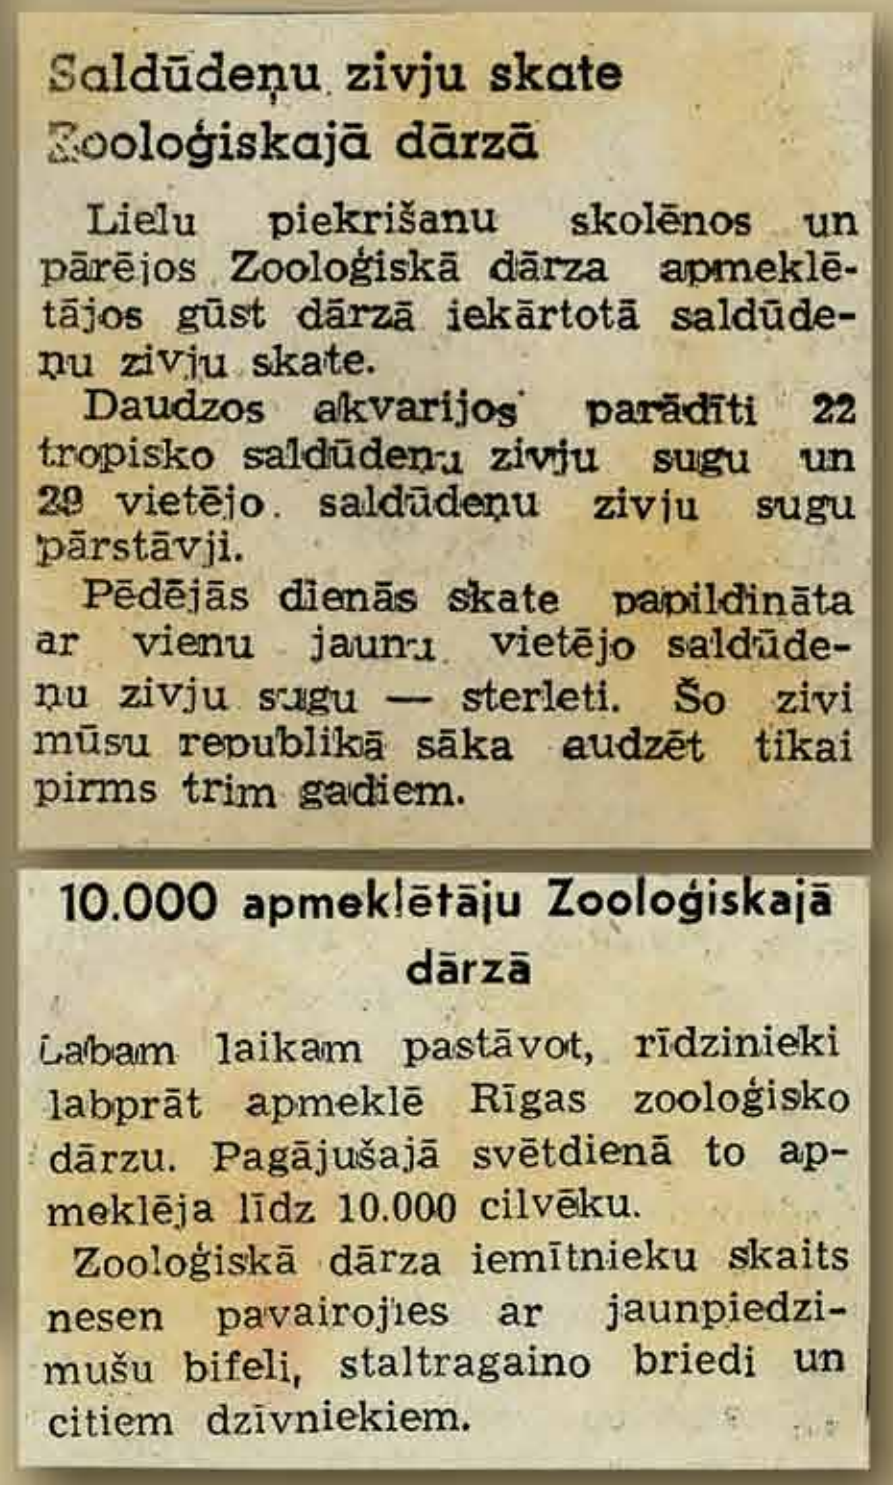 Saldūdeņu zivju skate
Zooloģiskajā dārzā
Lielu piekrišanu skolēnos un
pārējos Zooloģiskā dārza apmeklē-
tājos gūst dārzā iekārtotā saldūde-
ņu zivju skate.
Daudzos akvarijos parādīti 22
tropisko saldūdeņu zivju sugu un
29 vietējo saldūdeņu zivju sugu
pārstāvji.
Pēdējās dienās skate papildināta
ar vienu jaunu vietējo saldūde-
ņu zivju sugu — sterleti. Šo zivi
mūsu republikā sāka audzēt tikai
pirms trim gadiem.
10.000 apmeklētāju Zooloģiskajā
dārzā
Labam laikam pastāvot, rīdzinieki
labprāt apmeklē Rīgas zooloģisko
dārzu. Pagājušajā svētdienā to ap-
meklēja līdz 10.000 cilvēku.
Zooloģiskā dārza iemītnieku skaits
nesen pavairojies ar jaunpiedzi-
mušu bifeli, staltragaino briedi un
citiem dzīvniekiem.